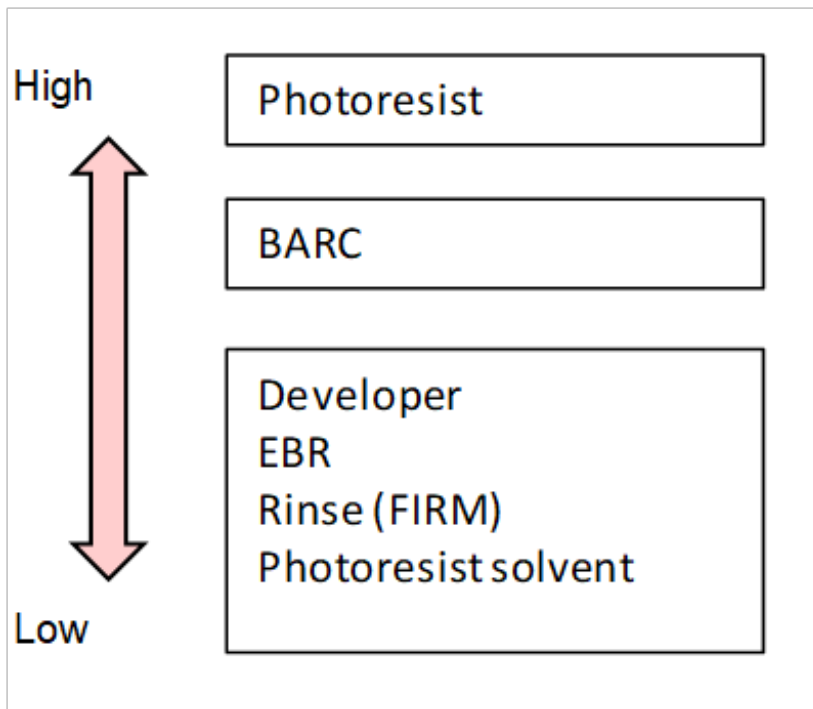 High
Photoresist
BARC
Developer
EBR
Rinse (FIRM)
Photoresist solvent
Low